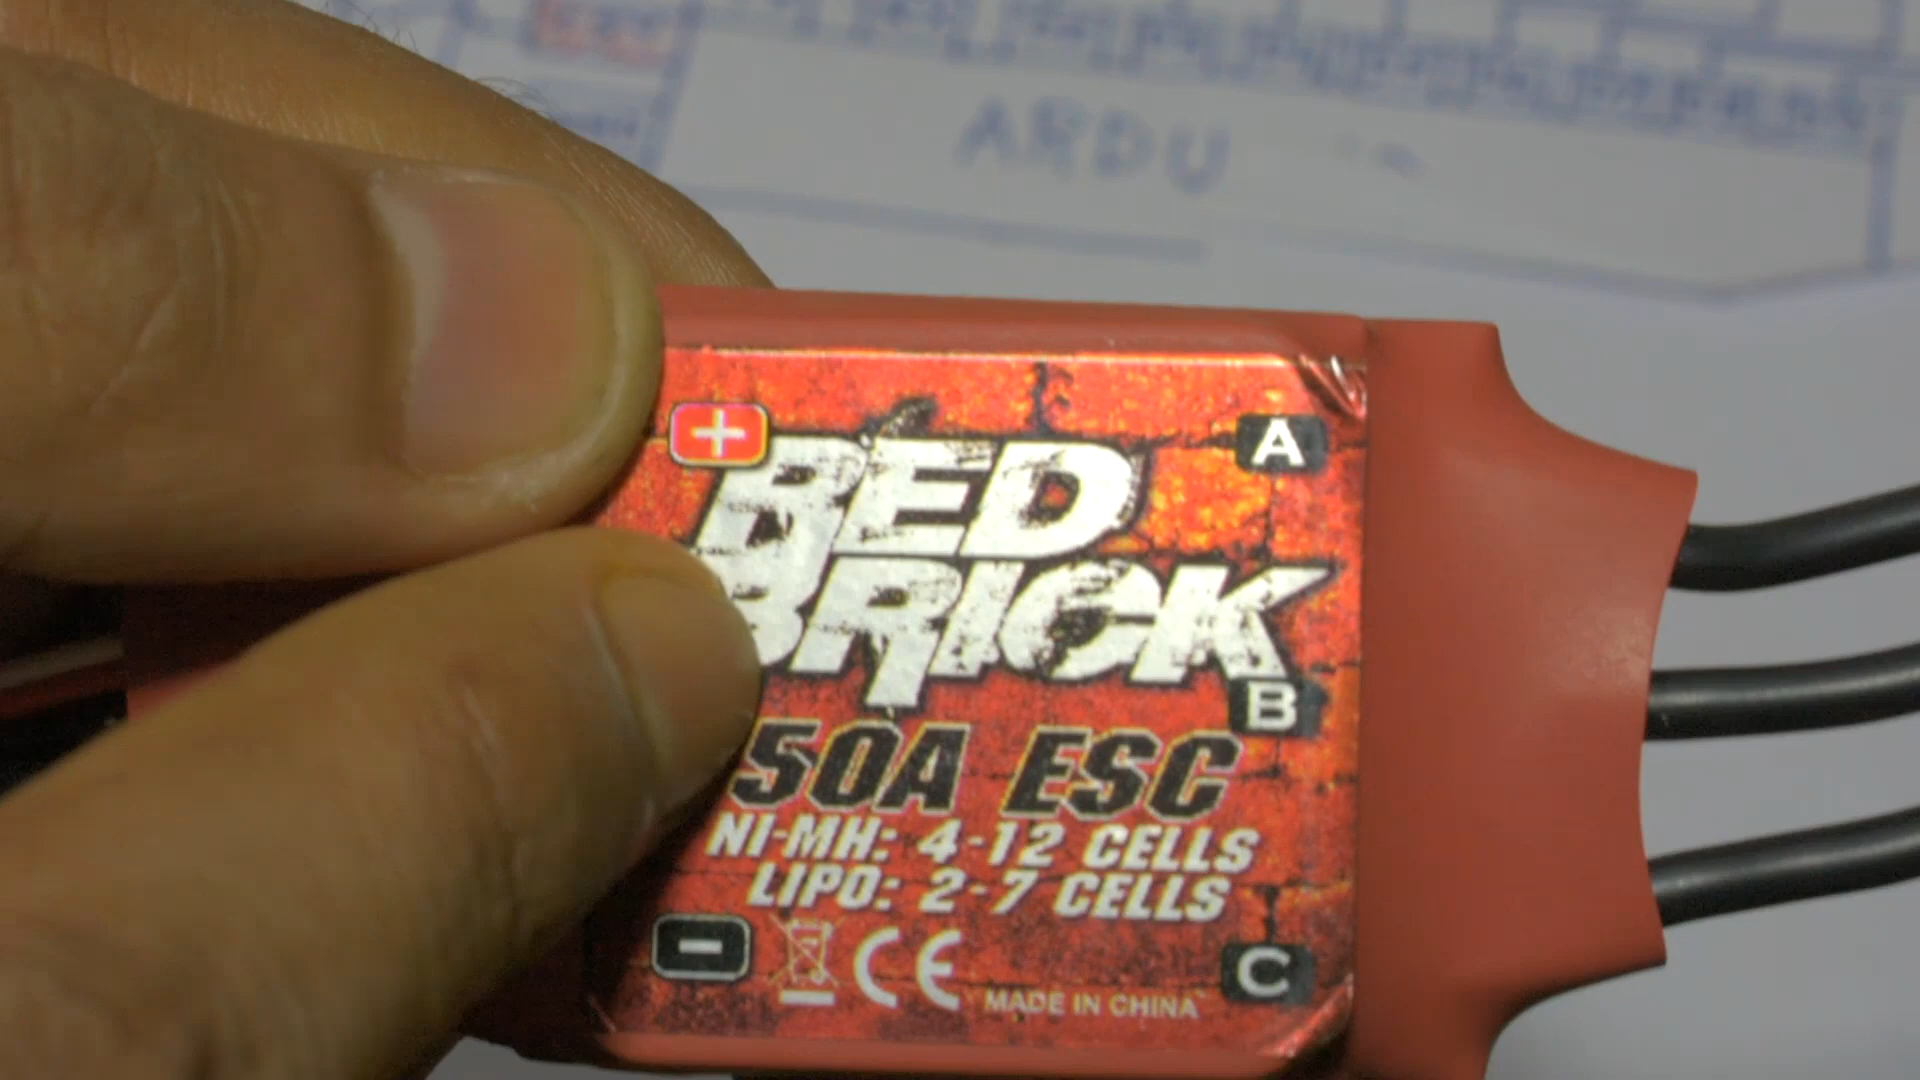 ARDU
+
A
RED
BRICK
B
50A ESC
NI-MH: 4-12 CELLS
LIPO: 2-7 CELLS
-
CE
C
MADE IN CHINA